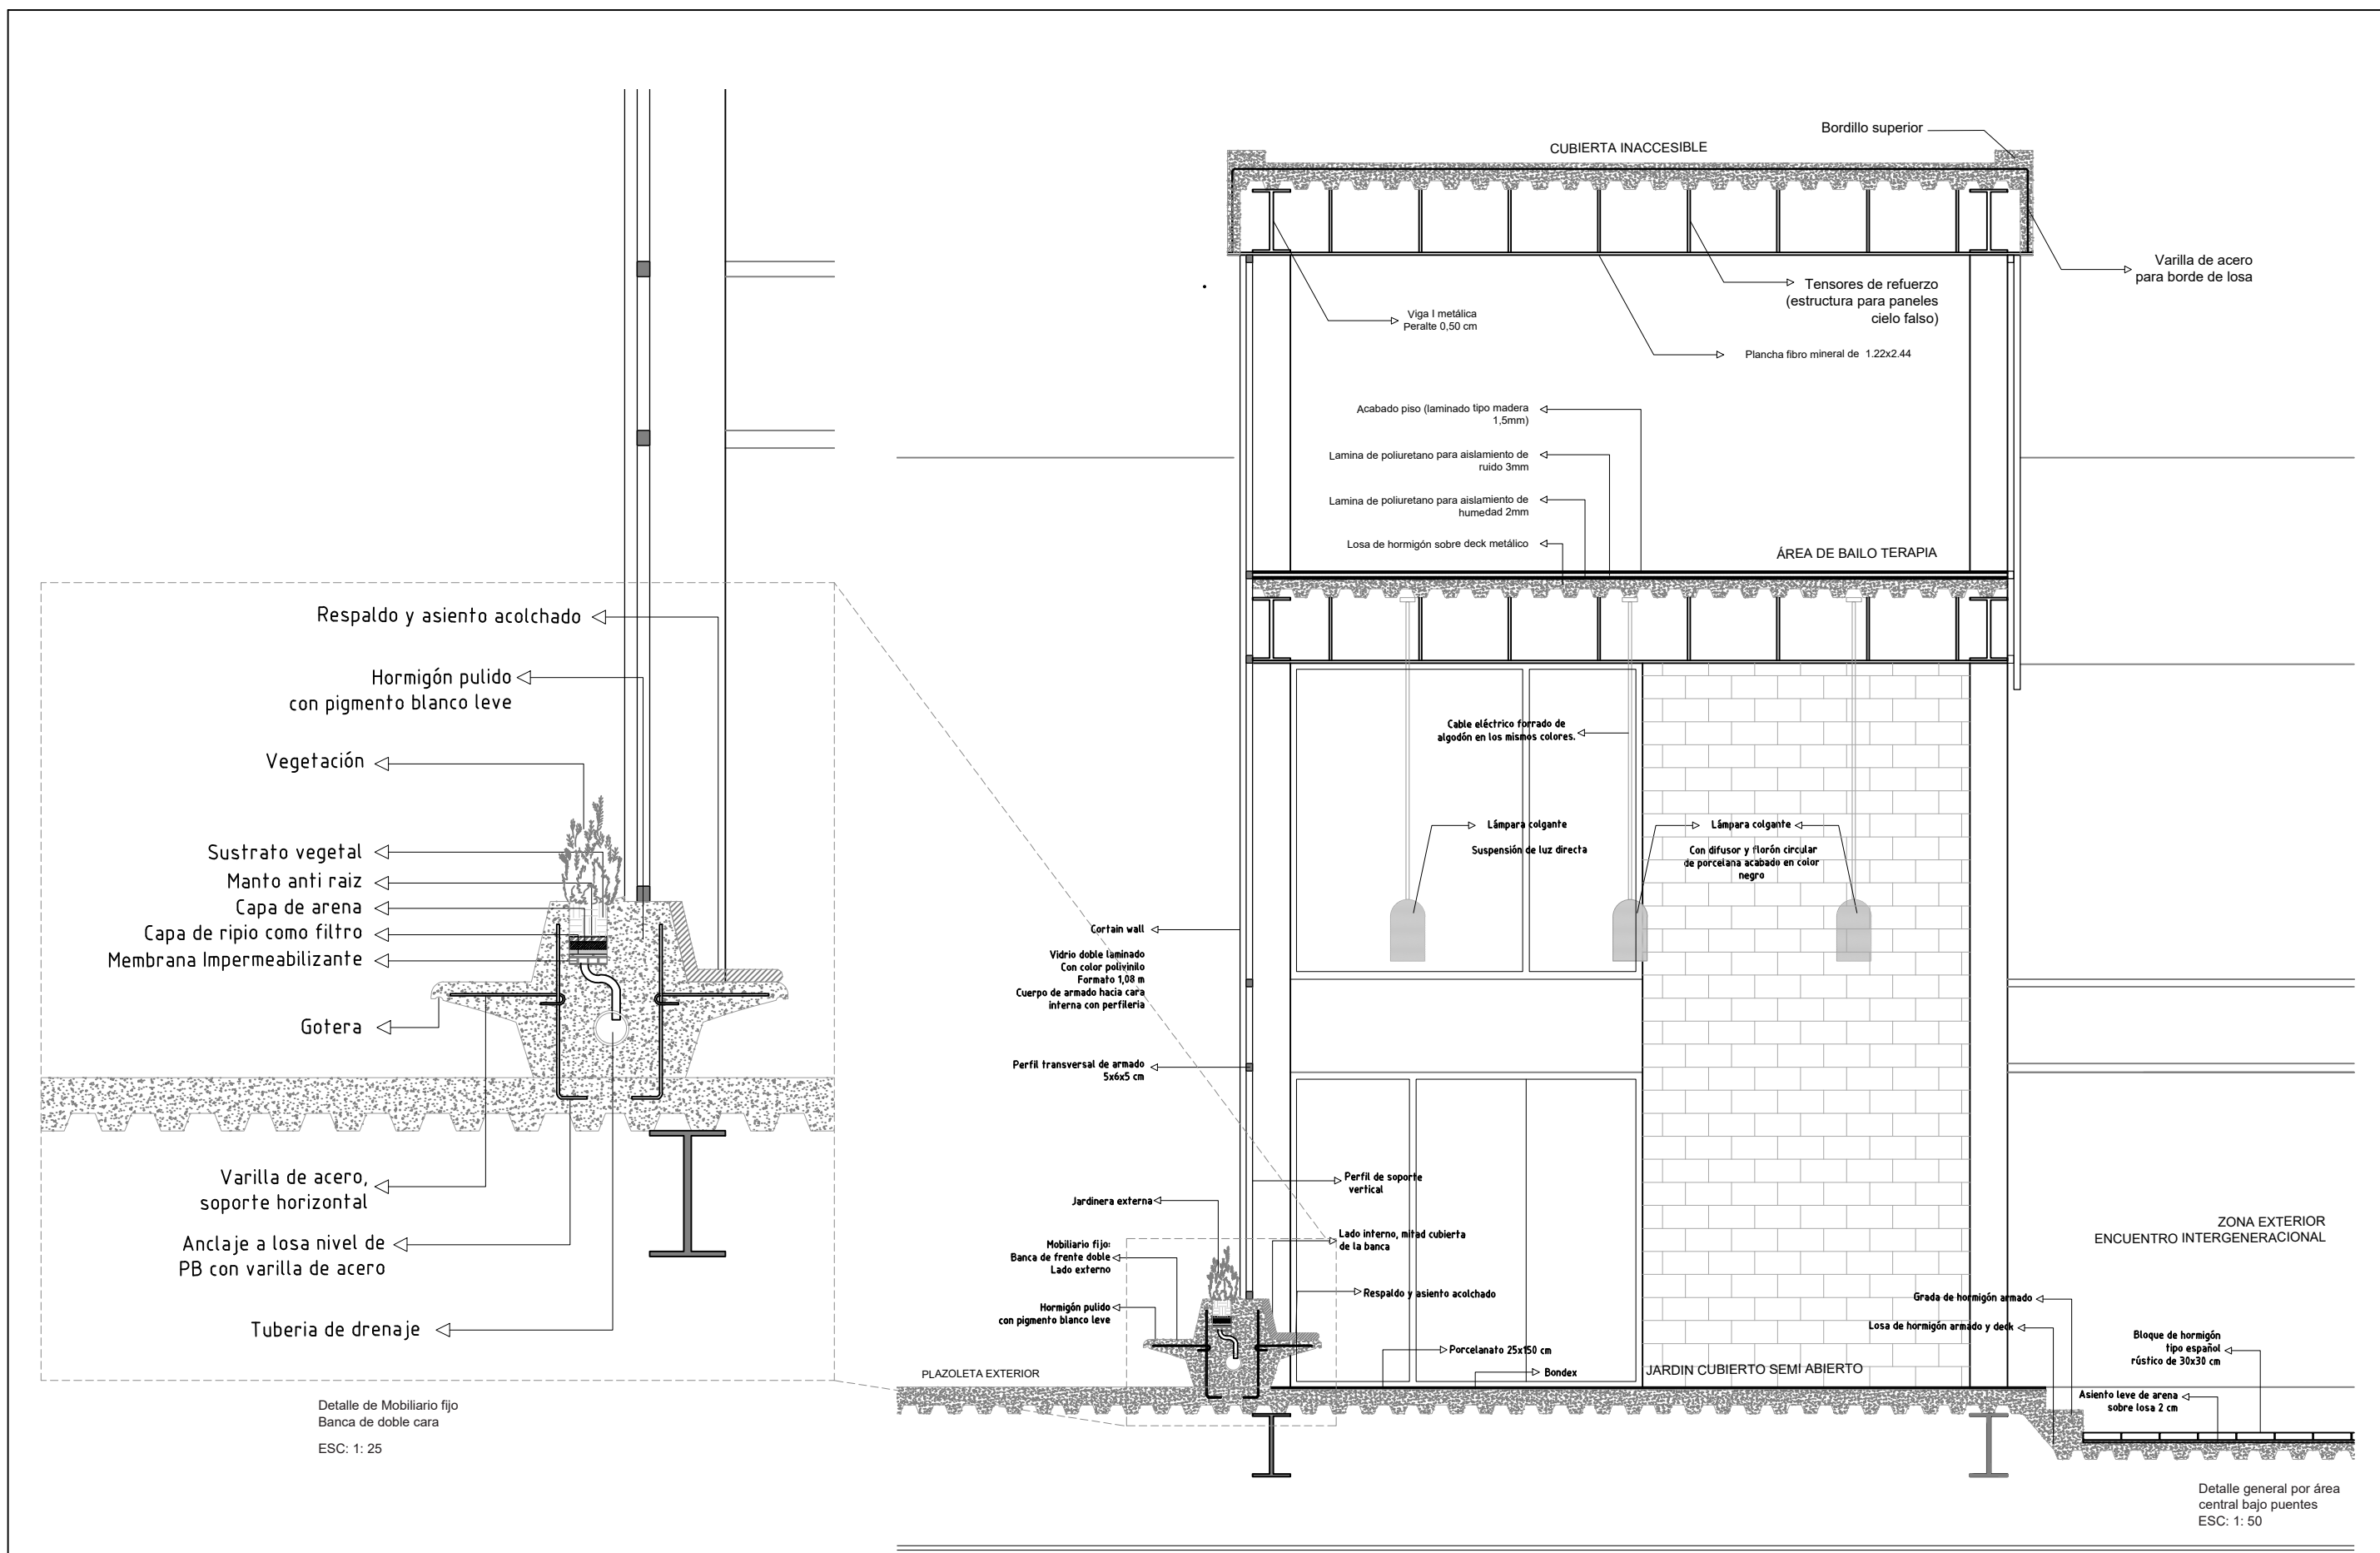 Respaldo y asiento acolchado
Hormigón pulido
con pigmento blanco leve
Vegetación
Sustrato vegetal
Manto anti raiz
Capa de arena
Capa de ripio como filtro
Membrana Impermeabilizante
Gotera
Varilla de acero,
soporte horizontal
Anclaje a losa nivel de
PB con varilla de acero
Tuberia de drenaje
Detalle de Mobiliario fijo
Banca de doble cara
ESC: 1: 25
Bordillo superior
CUBIERTA INACCESIBLE
Varilla de acero
para borde de losa
Tensores de refuerzo
(estructura para paneles
cielo falso)
Viga I metálica
Peralte 0,50 cm
Plancha fibro mineral de 1.22x2.44
Acabado piso (laminado tipo madera
1,5mm)
Lamina de poliuretano para aislamiento de
ruido 3mm
Lamina de poliuretano para aislamiento de
humedad 2mm
Losa de hormigón sobre deck metálico
ÁREA DE BAILO TERAPIA
Cable eléctrico forrado de
algodón en los mismos colores.
Lámpara colgante
Suspensión de luz directa
Lámpara colgante
Con difusor y florón circular
de porcelana acabado en color
negro
Cortain wall
Vidrio doble laminado
Con color polivinilo
Formato 1,08 m
Cuerpo de armado hacia cara
interna con perfileria
Perfil transversal de armado
5x6x5 cm
Perfil de soporte
vertical
Jardinera externa
Lado interno, mitad cubierta
de la banca
Mobiliario fijo:
Banca de frente doble
Lado externo
Respaldo y asiento acolchado
Hormigón pulido
con pigmento blanco leve
Porcelanato 25x150 cm
Bondex
PLAZOLETA EXTERIOR
JARDIN CUBIERTO SEMI ABIERTO
ZONA EXTERIOR
ENCUENTRO INTERGENERACIONAL
Grada de hormigón armado
Losa de hormigón armado y deck
Bloque de hormigón
tipo español
rústico de 30x30 cm
Asiento leve de arena
sobre losa 2 cm
Detalle general por área
central bajo puentes
ESC: 1: 50